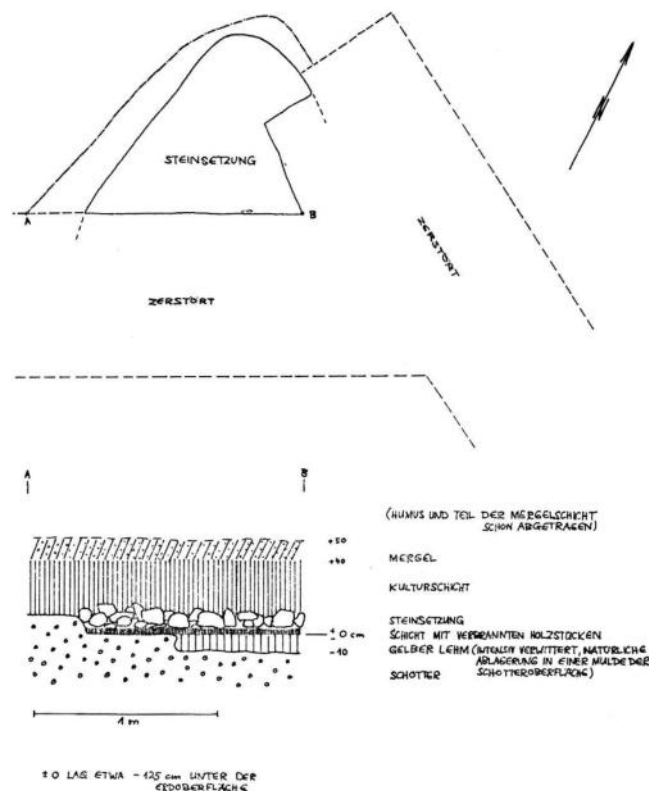 STEINSETZUNG
A
B
ZERSTÖRT
ZERSTÖRT
N
A
B
(HUMUS UND TEIL DER MERGELSCHICHT
SCHON ABGETRAGEN)
+50
+40 MERGEL
KULTURSCHICHT
STEINSETZUNG
± 0 cm SCHICHT MIT VERBRANNTEN HOLZSTÜCKEN
-10 GELBER LEHM (INTENSIV VERWITTERT, NATÜRLICHE
ABLAGERUNG IN EINER MULDE DER
SCHOTTER SCHOTTEROBERFLÄCHE)
1 m
± 0 LAG ETWA - 125 cm UNTER DER
ERDOBERFLÄCHE